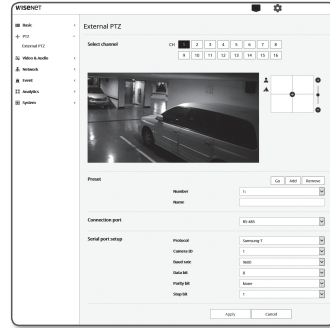 WISENET
Basic
PTZ
External PTZ
Video & Audio
Network
Event
Analytics
System
External PTZ
Select channel
CH 1 2 3 4 5 6 7 8
9 10 11 12 13 14 15 16
Preset
Go Add Remove
Number
1:
Name
Connection port
RS-485
Serial port setup
Protocol Samsung T
Camera ID 1
Baud rate 9600
Data bit 8
Parity bit None
Stop bit 1
Apply Cancel